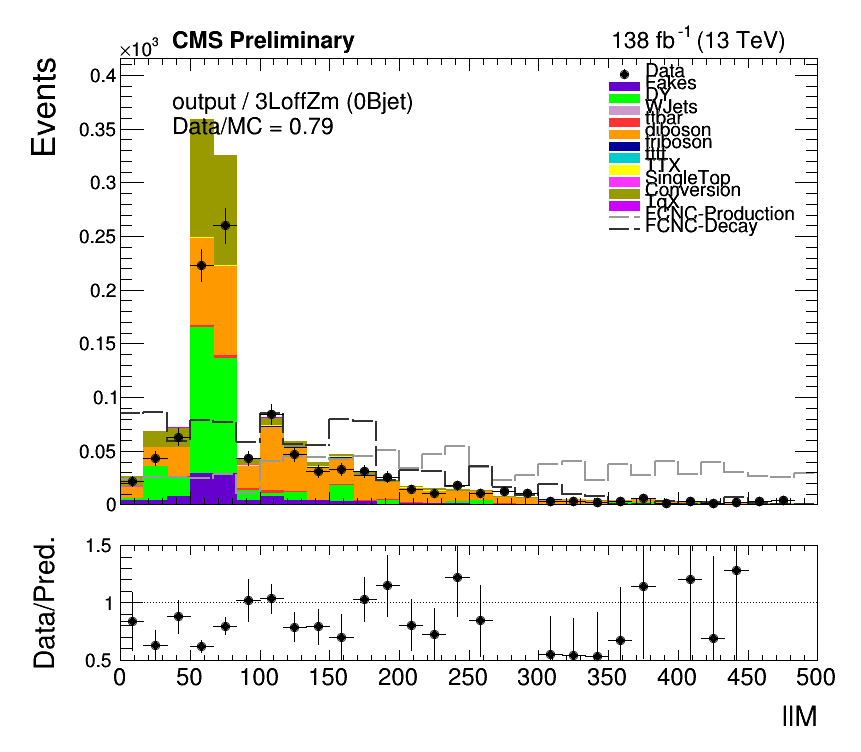 ×10³
CMS Preliminary
138 fb⁻¹ (13 TeV)
Events
0.4
0.35
0.3
0.25
0.2
0.15
0.1
0.05
0
output / 3LoffZm (0Bjet)
Data/MC = 0.79
Data
Fakes
DY
WJets
ttbar
diboson
triboson
tttt
TTX
SingleTop
Conversion
TqX
FCNC-Production
FCNC-Decay
Data/Pred.
1.5
1
0.5
0 50 100 150 200 250 300 350 400 450 500
llM